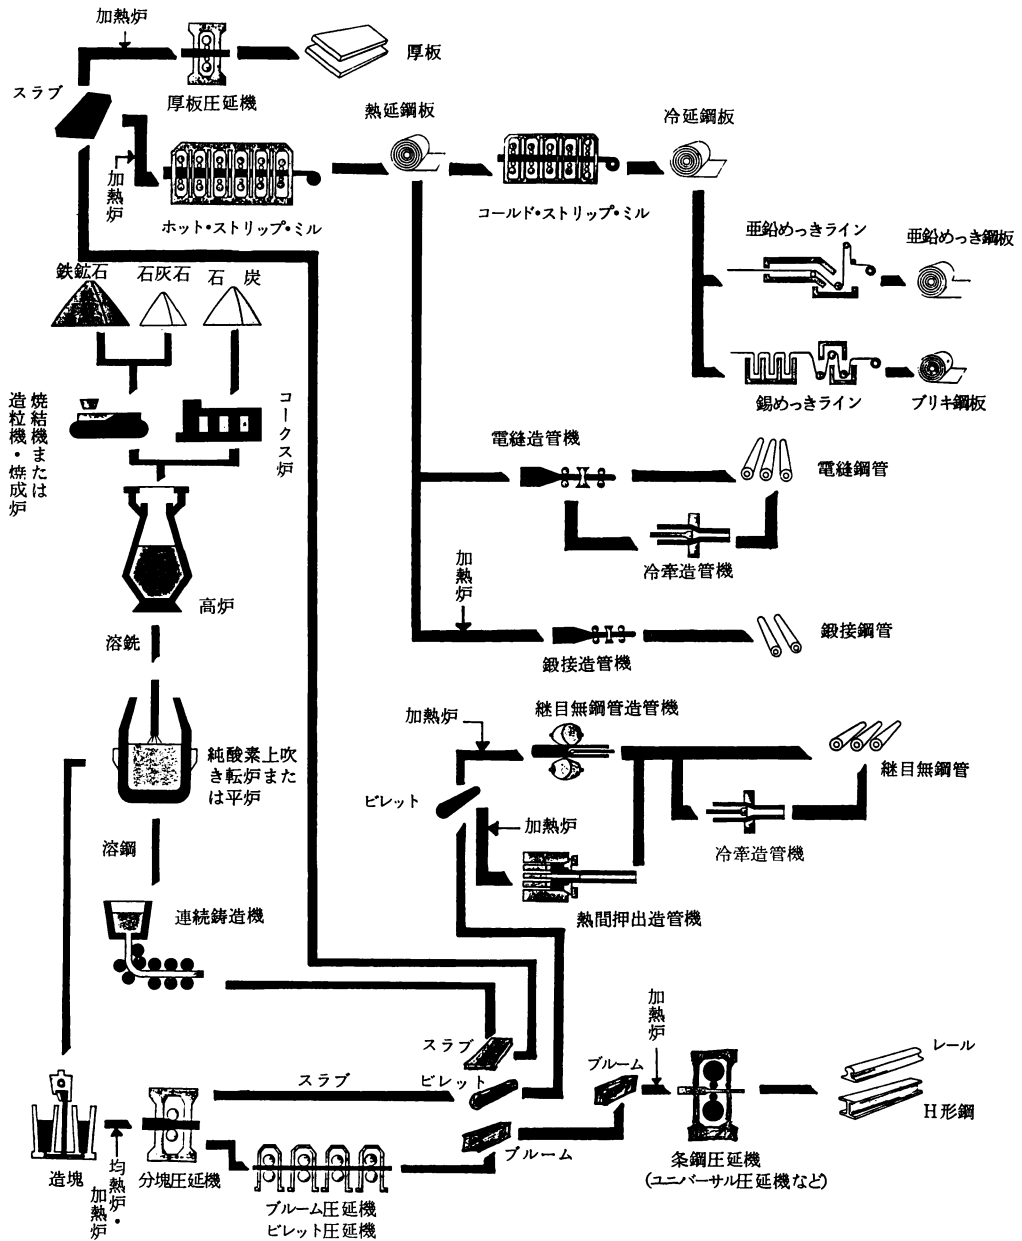 加熱炉
厚板
スラブ
厚板圧延機
熱延鋼板
冷延鋼板
加熱炉
ホット・ストリップ・ミル
コールド・ストリップ・ミル
亜鉛めっきライン
亜鉛めっき鋼板
鉄鉱石
石灰石
石炭
錫めっきライン
ブリキ鋼板
焼結機または
造粒機・焼成炉
コークス炉
電縫造管機
電縫鋼管
冷牽造管機
高炉
加熱炉
溶銑
鍛接鋼管
鍛接造管機
加熱炉
継目無鋼管造管機
純酸素上吹
き転炉また
は平炉
継目無鋼管
ビレット
加熱炉
溶鋼
冷牽造管機
連続鋳造機
熱間押出造管機
スラブ
加熱炉
レール
スラブ
ビレット
ブルーム
H形鋼
ブルーム
造塊
均熱炉・
加熱炉
分塊圧延機
ブルーム圧延機
ビレット圧延機
条鋼圧延機
(ユニバーサル圧延機など)